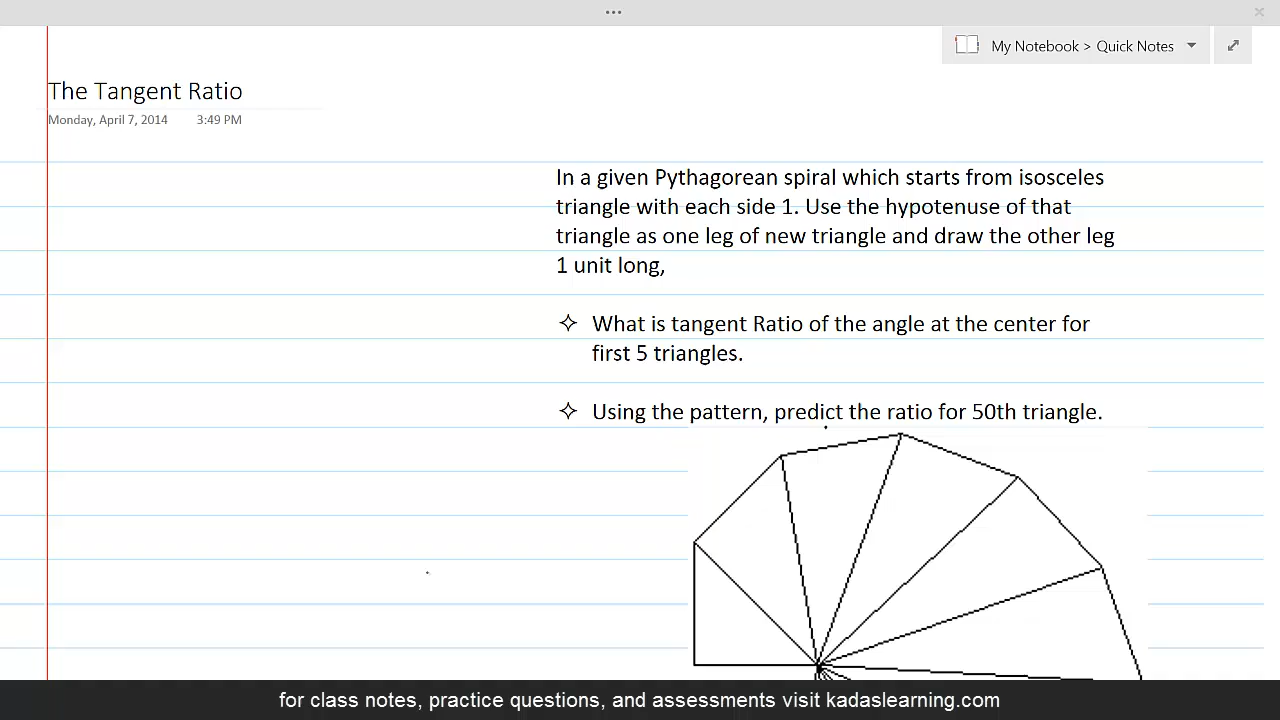 ...
My Notebook > Quick Notes
The Tangent Ratio
Monday, April 7, 2014 3:49 PM
In a given Pythagorean spiral which starts from isosceles
triangle with each side 1. Use the hypotenuse of that
triangle as one leg of new triangle and draw the other leg
1 unit long,
What is tangent Ratio of the angle at the center for
first 5 triangles.
Using the pattern, predict the ratio for 50th triangle.
for class notes, practice questions, and assessments visit kadaslearning.com